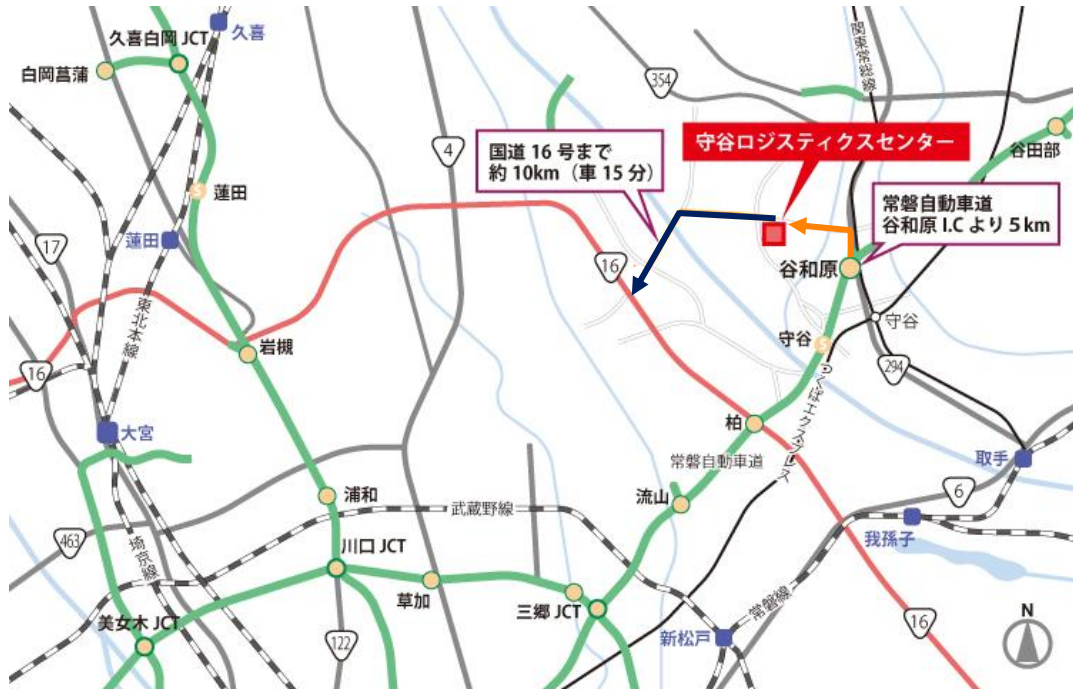 久喜白岡 JCT
久喜
白岡菖蒲
4
354
関東常総線
国道 16 号まで
約 10km（車 15 分）
守谷ロジスティクスセンター
谷田部
常磐自動車道
谷和原 I.C より 5 km
蓮田
蓮田
17
16
谷和原
東北本線
守谷
守谷
岩槻
16
294
つくばエクスプレス
大宮
柏
常磐自動車道
取手
浦和
流山
6
武蔵野線
463
埼京線
川口 JCT
我孫子
草加
三郷 JCT
常磐線
美女木 JCT
122
新松戸
16
N
S
S